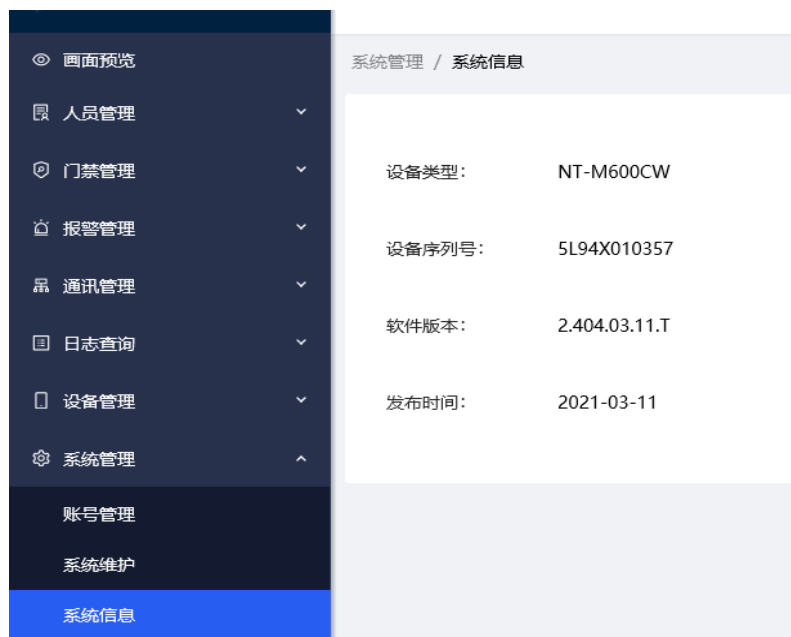 画面预览
系统管理 / 系统信息
人员管理
门禁管理
设备类型： NT-M600CW
报警管理
设备序列号： 5L94X010357
通讯管理
软件版本： 2.404.03.11.T
日志查询
设备管理
发布时间： 2021-03-11
系统管理
账号管理
系统维护
系统信息